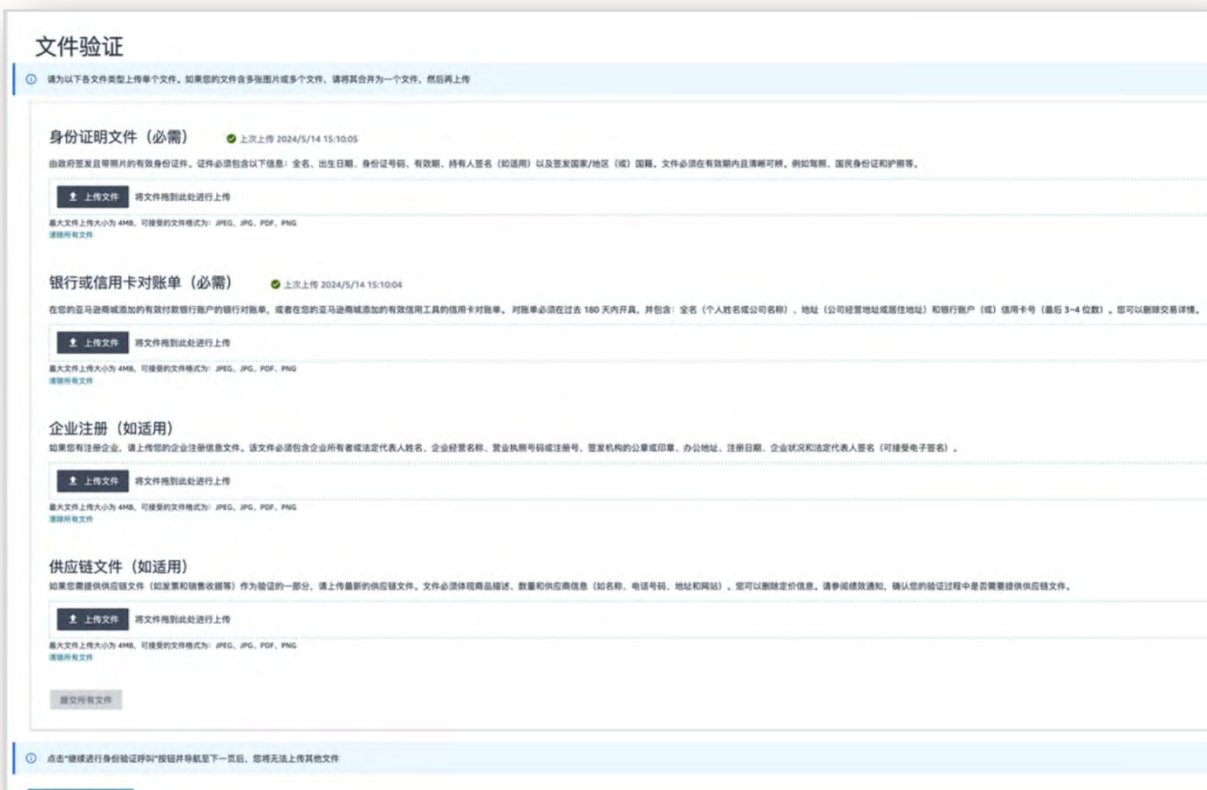 文件验证
请为以下各文件类型上传单个文件。如果您的文件含多张图片或多个文件，请将其合并为一个文件，然后再上传
身份证明文件（必需） 上次上传 2024/5/14 15:10:05
由政府签发且带照片的有效身份证件。证件必须包含以下信息：全名、出生日期、身份证号码、有效期、持有人签名（如适用）以及签发国家/地区（或）国籍。文件必须在有效期内且清晰可辨。例如驾照、国民身份证和护照等。
上传文件 将文件拖到此处进行上传
最大文件上传大小为 4MB，可接受的文件格式为：JPEG、JPG、PDF、PNG
清除所有文件
银行或信用卡对账单（必需） 上次上传 2024/5/14 15:10:04
在您的亚马逊商城添加的有效付款银行账户的银行对账单，或者在您的亚马逊商城添加的有效信用工具的信用卡对账单。 对账单必须在过去 180 天内开具，并包含：全名（个人姓名或公司名称）、地址（公司经营地址或居住地址）和银行账户（或）信用卡号（最后 3-4 位数）。您可以删除交易详情。
上传文件 将文件拖到此处进行上传
最大文件上传大小为 4MB，可接受的文件格式为：JPEG、JPG、PDF、PNG
清除所有文件
企业注册（如适用）
如果您有注册企业，请上传您的企业注册信息文件。该文件必须包含企业所有者或法定代表人姓名、企业经营名称、营业执照号码或注册号、签发机构的公章或印章、办公地址、注册日期、企业状况和法定代表人签名（可接受电子签名）。
上传文件 将文件拖到此处进行上传
最大文件上传大小为 4MB，可接受的文件格式为：JPEG、JPG、PDF、PNG
清除所有文件
供应链文件（如适用）
如果您需提供供应链文件（如发票和销售收据等）作为验证的一部分，请上传最新的供应链文件。文件必须体现商品描述、数量和供应商信息（如名称、电话号码、地址和网站）。您可以删除定价信息。请参阅绩效通知，确认您的验证过程中是否需要提供供应链文件。
上传文件 将文件拖到此处进行上传
最大文件上传大小为 4MB，可接受的文件格式为：JPEG、JPG、PDF、PNG
清除所有文件
提交所有文件
点击“继续进行身份验证呼叫”按钮并导航至下一页后，您将无法上传其他文件